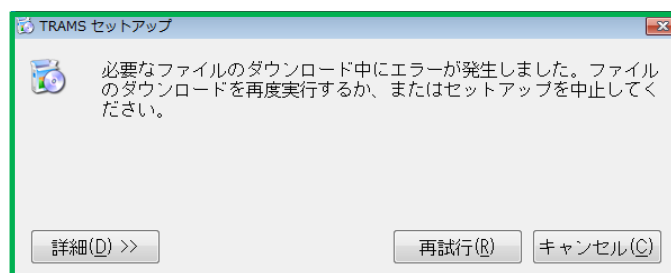 TRAMS セットアップ
必要なファイルのダウンロード中にエラーが発生しました。ファイル
のダウンロードを再度実行するか、またはセットアップを中止してく
ださい。
詳細(D) >> 再試行(R) キャンセル(C)